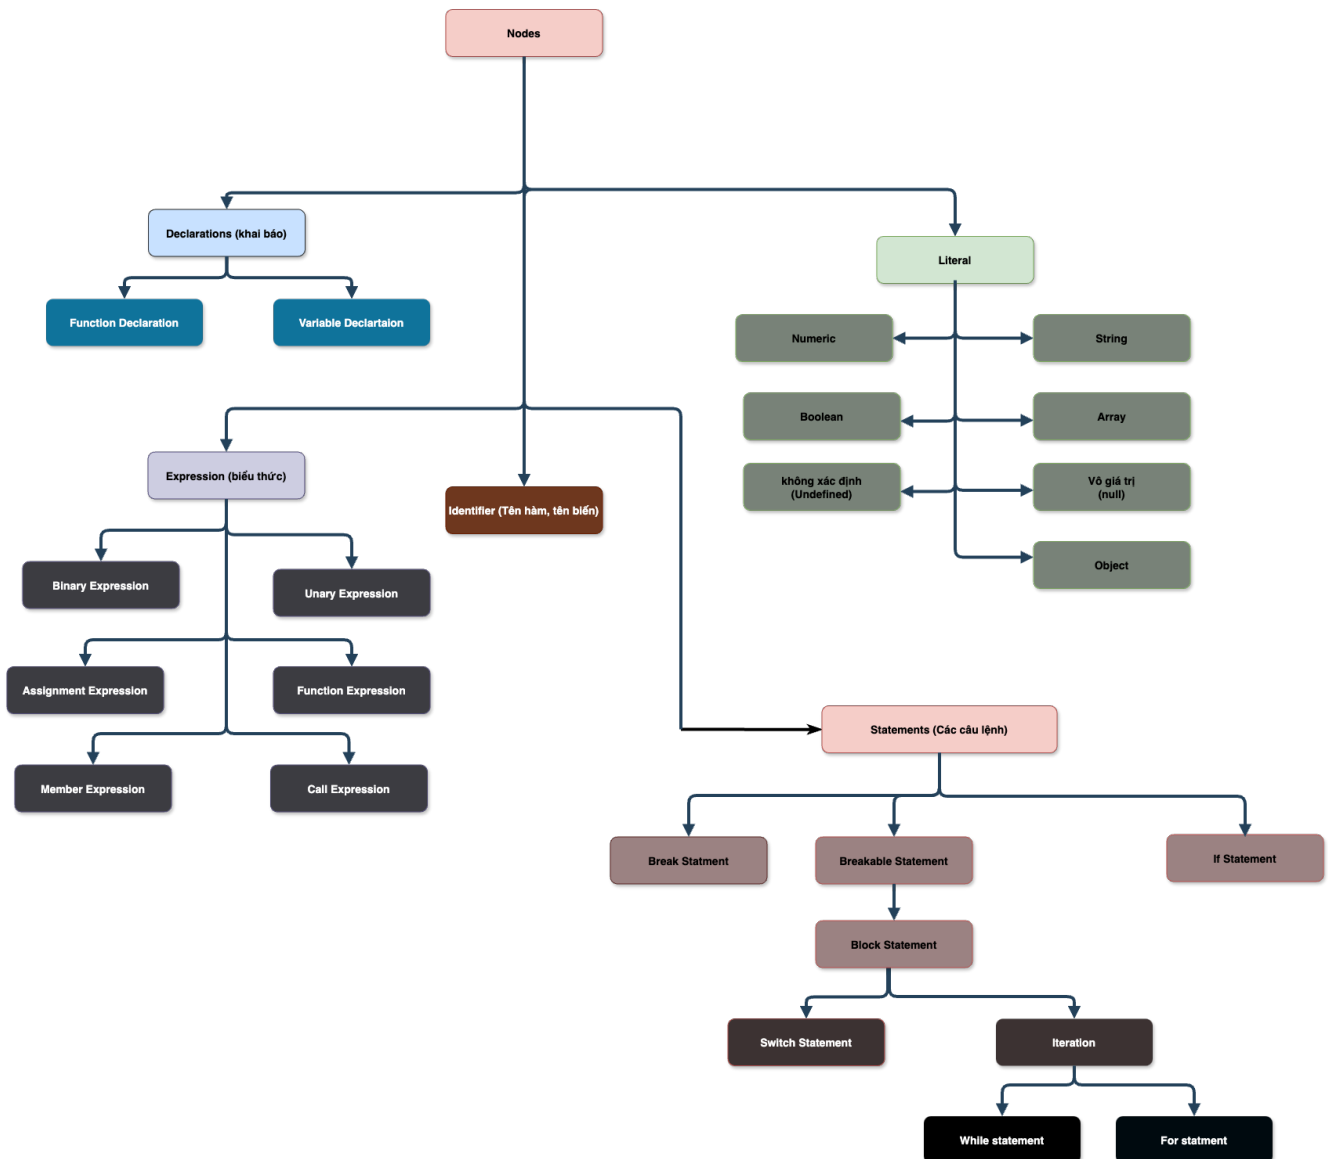 Nodes
Declarations (khai báo)
Literal
Function Declaration
Variable Declartaion
Numeric
String
Boolean
Array
không xác định
(Undefined)
Vô giá trị
(null)
Object
Expression (biểu thức)
Identifier (Tên hàm, tên biến)
Binary Expression
Unary Expression
Assignment Expression
Function Expression
Member Expression
Call Expression
Statements (Các câu lệnh)
Break Statment
Breakable Statement
If Statement
Block Statement
Switch Statement
Iteration
While statement
For statment